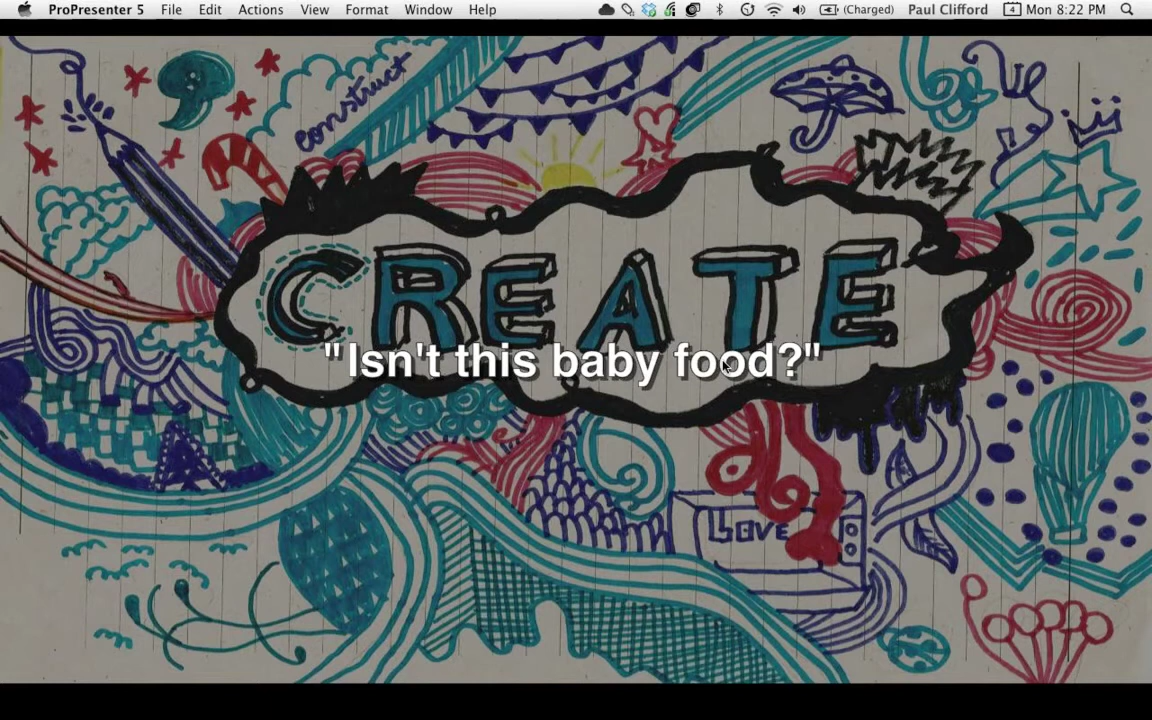 ProPresenter 5 File Edit Actions View Format Window Help (Charged) Paul Clifford 4 Mon 8:22 PM
construct
CREATE
"Isn't this baby food?"
LOVE